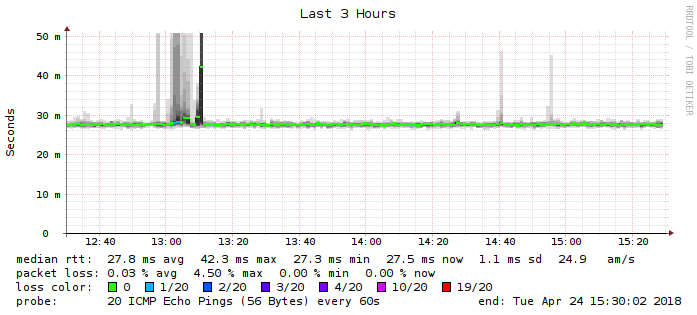 Last 3 Hours
RRDTOOL / TOBI OETIKER
Seconds
50 m
40 m
30 m
20 m
10 m
0
12:40 13:00 13:20 13:40 14:00 14:20 14:40 15:00 15:20
median rtt: 27.8 ms avg 42.3 ms max 27.3 ms min 27.5 ms now 1.1 ms sd 24.9 am/s
packet loss: 0.03 % avg 4.50 % max 0.00 % min 0.00 % now
loss color: 0 1/20 2/20 3/20 4/20 10/20 19/20
probe: 20 ICMP Echo Pings (56 Bytes) every 60s end: Tue Apr 24 15:30:02 2018